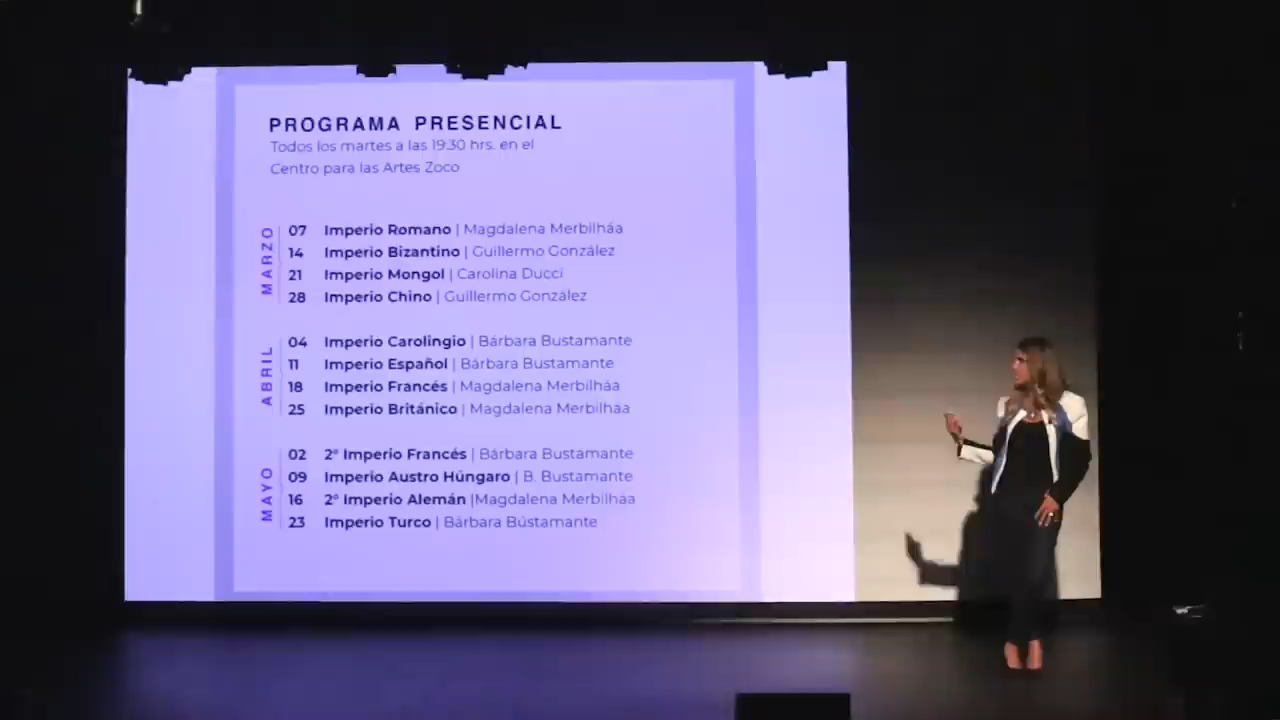 PROGRAMA PRESENCIAL
Todos los martes a las 19:30 hrs. en el
Centro para las Artes Zoco
MARZO
07 Imperio Romano | Magdalena Merbilháa
14 Imperio Bizantino | Guillermo González
21 Imperio Mongol | Carolina Ducci
28 Imperio Chino | Guillermo González
ABRIL
04 Imperio Carolingio | Bárbara Bustamante
11 Imperio Español | Bárbara Bustamante
18 Imperio Francés | Magdalena Merbilháa
25 Imperio Británico | Magdalena Merbilháa
MAYO
02 2º Imperio Francés | Bárbara Bustamante
09 Imperio Austro Húngaro | B. Bustamante
16 2º Imperio Alemán |Magdalena Merbilháa
23 Imperio Turco | Bárbara Bústamante